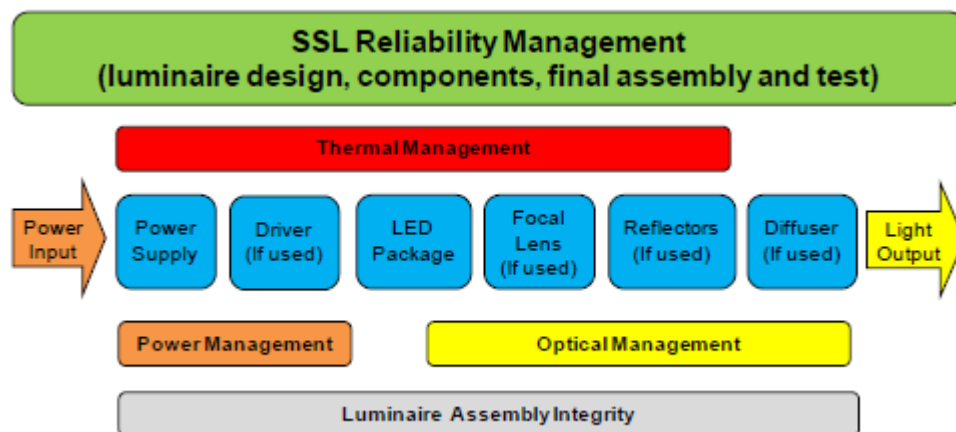 SSL Reliability Management
(luminaire design, components, final assembly and test)
Thermal Management
Power
Input
Power
Supply
Driver
(If used)
LED
Package
Focal
Lens
(If used)
Reflectors
(If used)
Diffuser
(If used)
Light
Output
Power Management
Optical Management
Luminaire Assembly Integrity